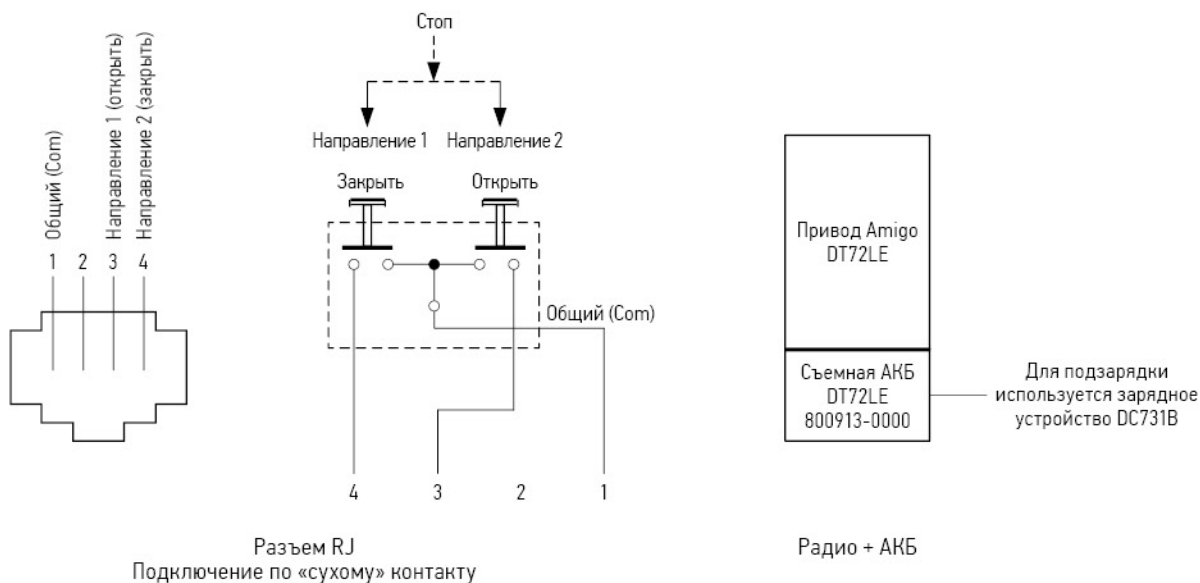 Общий (Com)
Направление 1 (открыть)
Направление 2 (закрыть)
1
2
3
4
Стоп
Направление 1
Направление 2
Закрыть
Открыть
Общий (Com)
4
3
2
1
Разъем RJ
Подключение по «сухому» контакту
Привод Amigo
DT72LE
Съемная АКБ
DT72LE
800913-0000
Для подзарядки
используется зарядное
устройство DC731B
Радио + АКБ